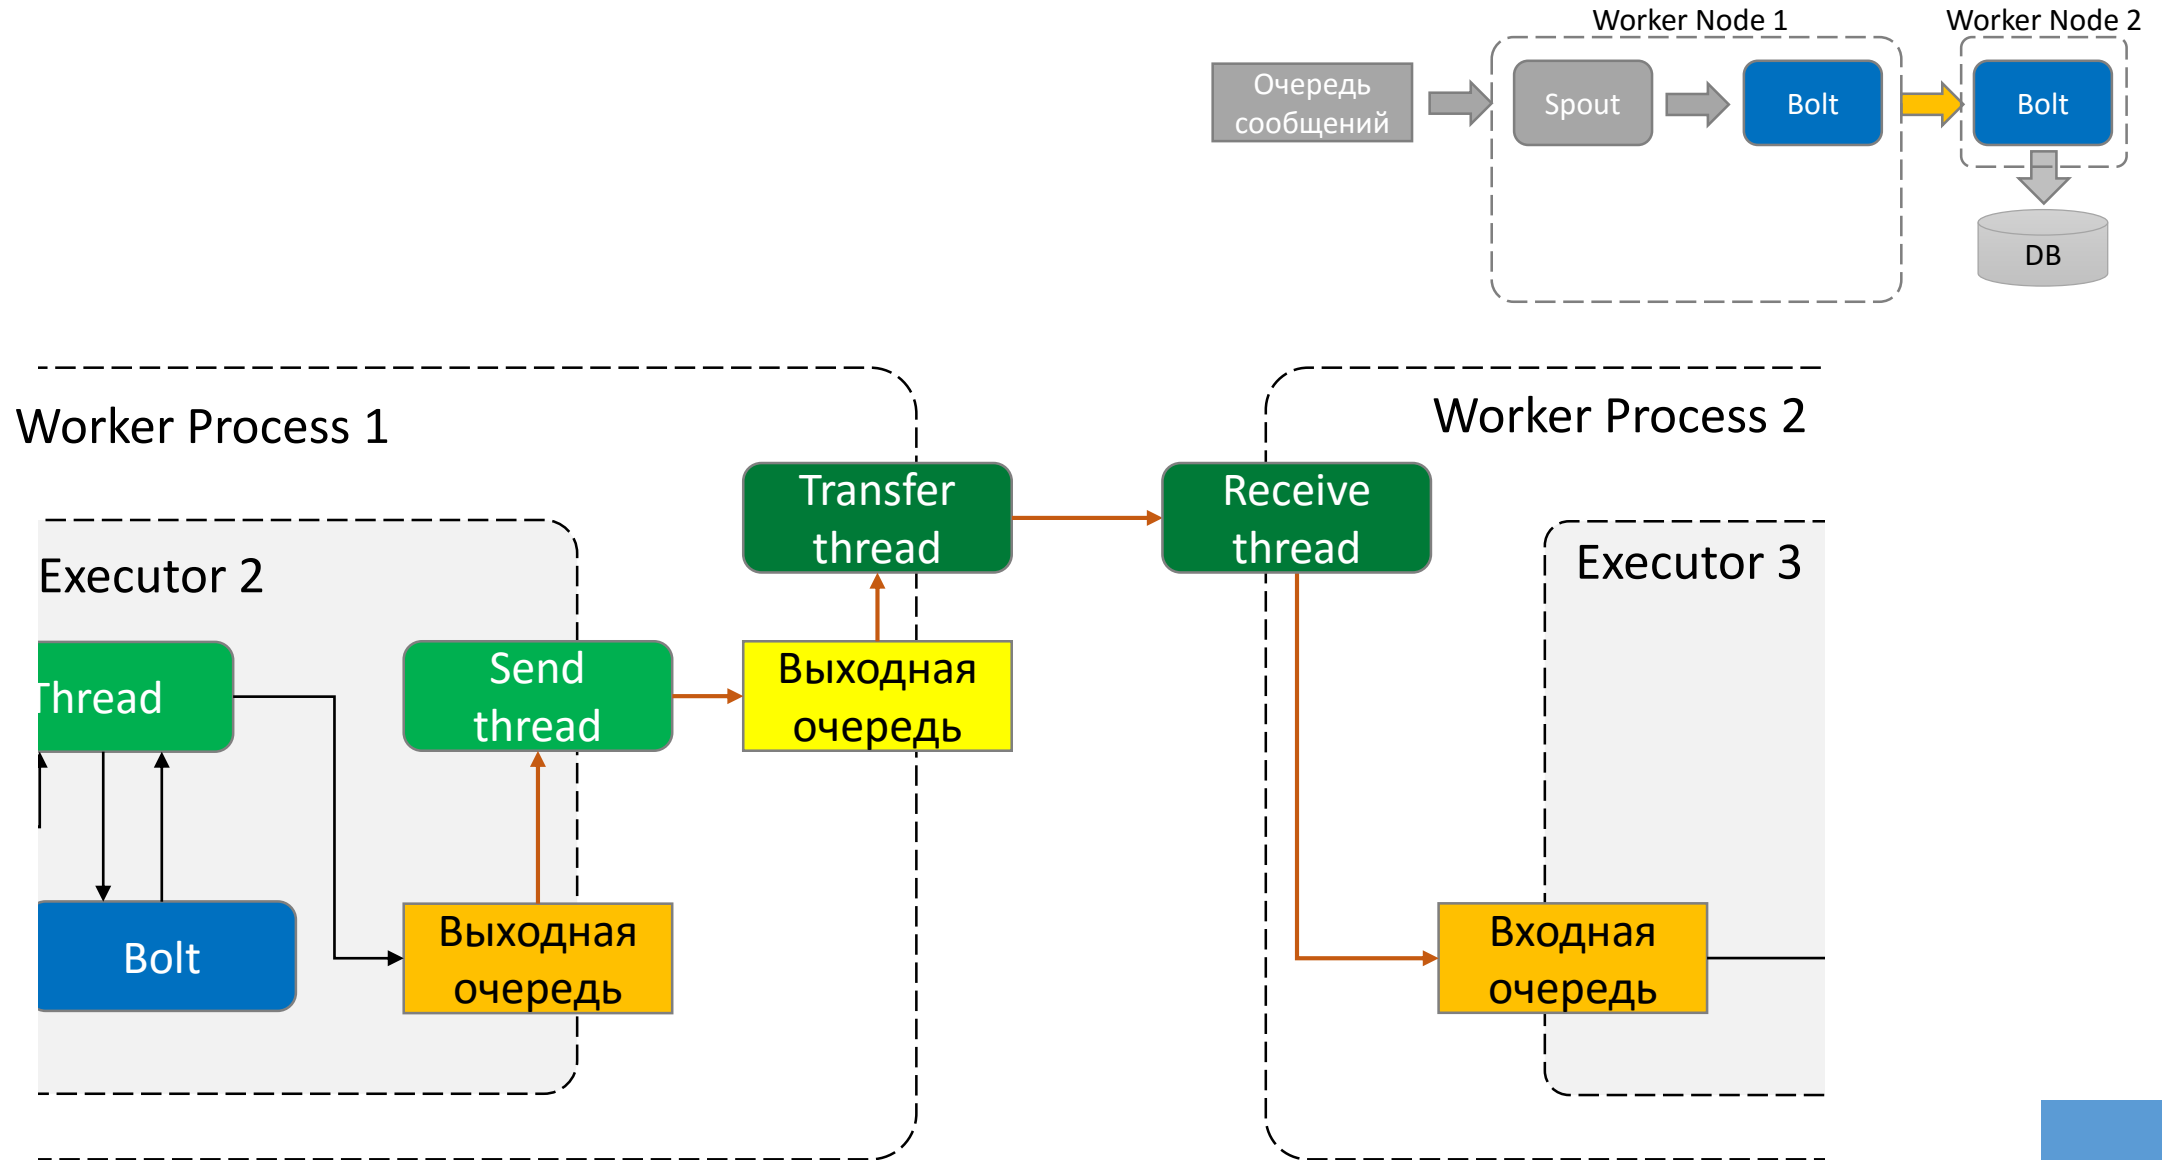 Worker Node 1
Worker Node 2
Очередь
сообщений
Spout
Bolt
Bolt
DB
Worker Process 1
Worker Process 2
Transfer
thread
Receive
thread
Executor 2
Executor 3
Thread
Send
thread
Выходная
очередь
Bolt
Выходная
очередь
Входная
очередь